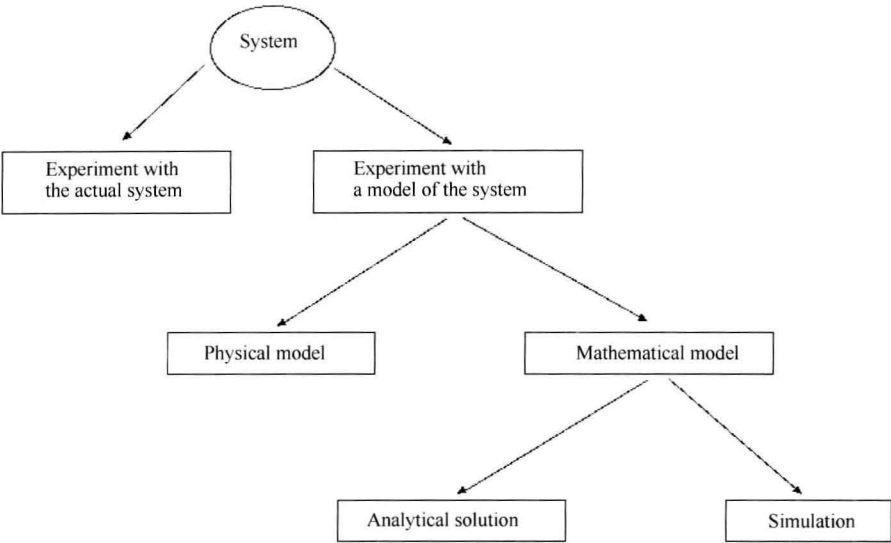 System
Experiment with
the actual system
Experiment with
a model of the system
Physical model
Mathematical model
Analytical solution
Simulation